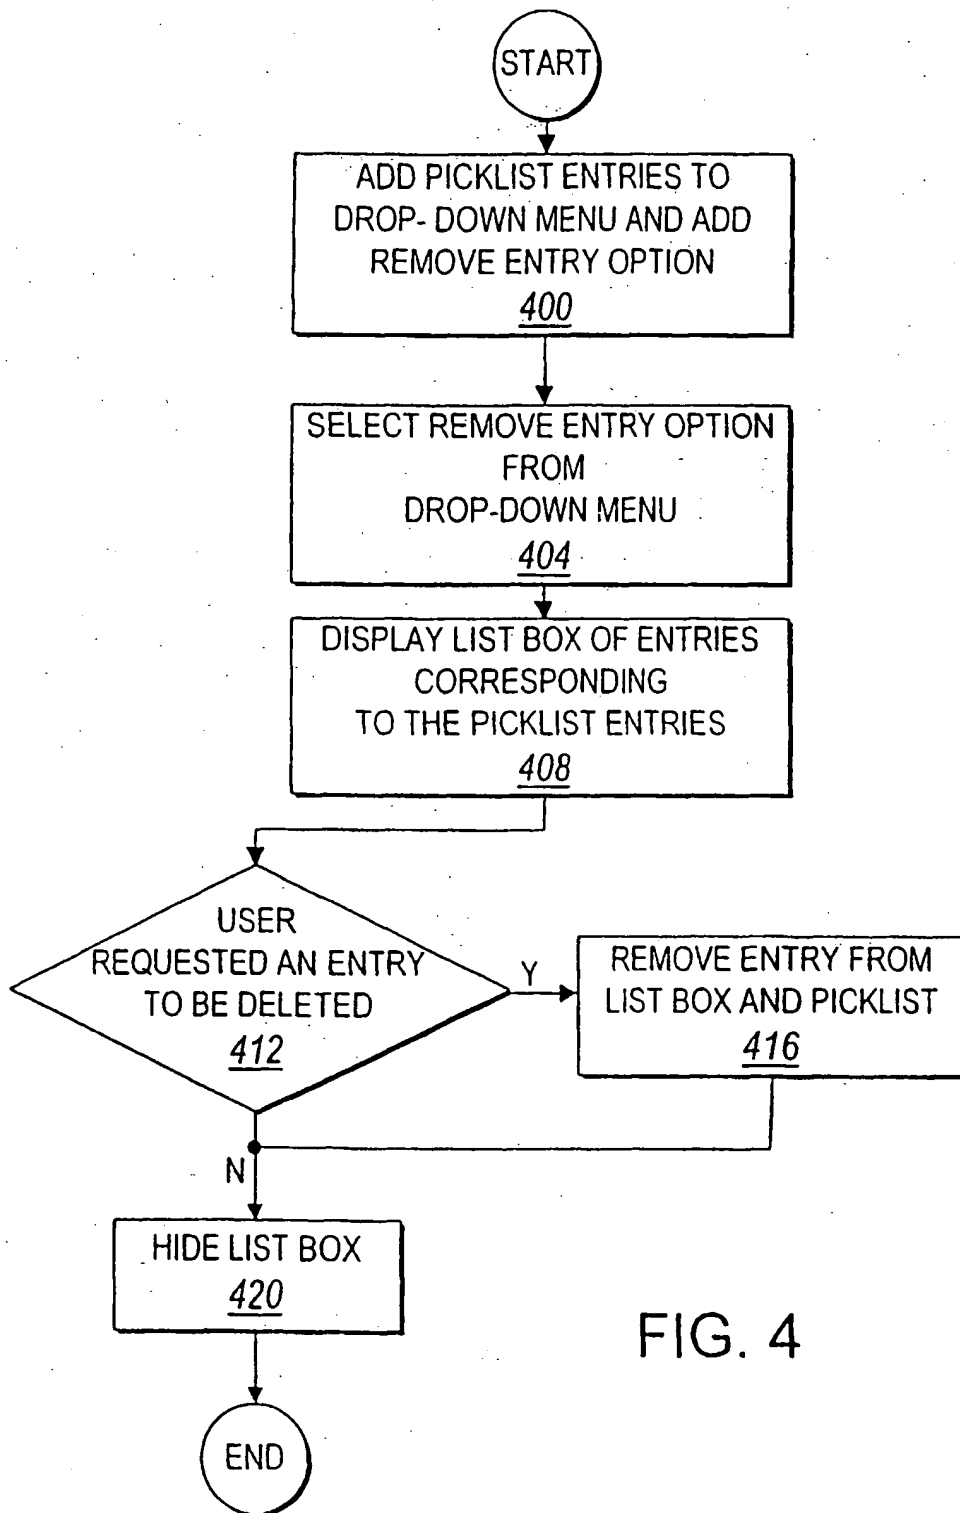 START
ADD PICKLIST ENTRIES TO
DROP- DOWN MENU AND ADD
REMOVE ENTRY OPTION
400
SELECT REMOVE ENTRY OPTION
FROM
DROP-DOWN MENU
404
DISPLAY LIST BOX OF ENTRIES
CORRESPONDING
TO THE PICKLIST ENTRIES
408
USER
REQUESTED AN ENTRY
TO BE DELETED
412
Y
REMOVE ENTRY FROM
LIST BOX AND PICKLIST
416
N
HIDE LIST BOX
420
FIG. 4
END